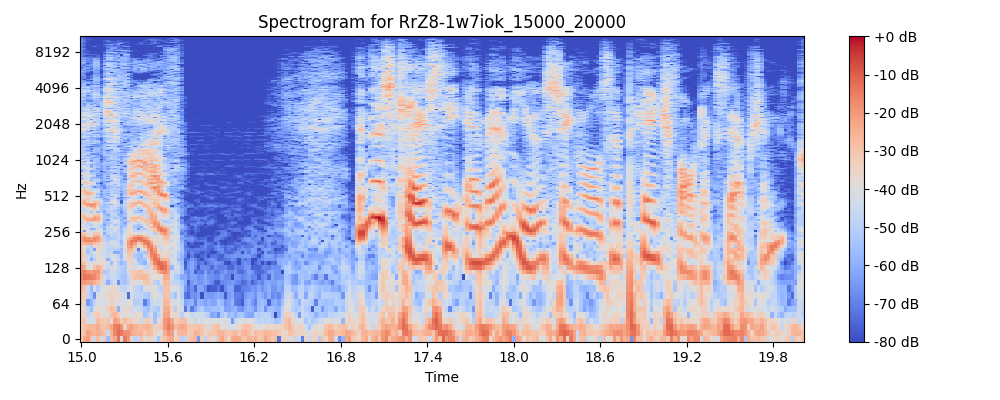 Spectrogram for RrZ8-1w7iok_15000_20000
8192
4096
2048
1024
512
256
128
64
0
Hz
15.0 15.6 16.2 16.8 17.4 18.0 18.6 19.2 19.8
Time
+0 dB
-10 dB
-20 dB
-30 dB
-40 dB
-50 dB
-60 dB
-70 dB
-80 dB